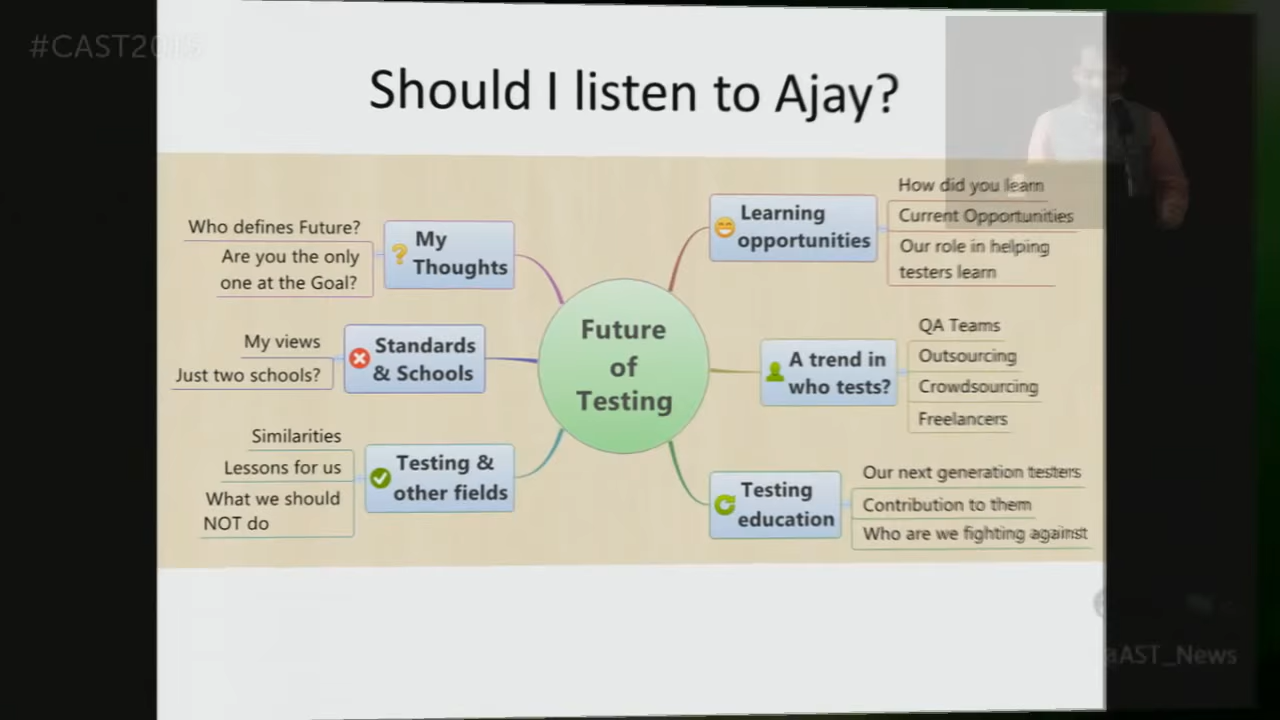 #CAST2015
Should I listen to Ajay?
Who defines Future?
Are you the only
one at the Goal?
My
Thoughts
My views
Just two schools?
Standards
& Schools
Similarities
Lessons for us
What we should
NOT do
Testing &
other fields
Future
of
Testing
Learning
opportunities
How did you learn
Current Opportunities
Our role in helping
testers learn
A trend in
who tests?
QA Teams
Outsourcing
Crowdsourcing
Freelancers
Testing
education
Our next generation testers
Contribution to them
Who are we fighting against
@AST_News